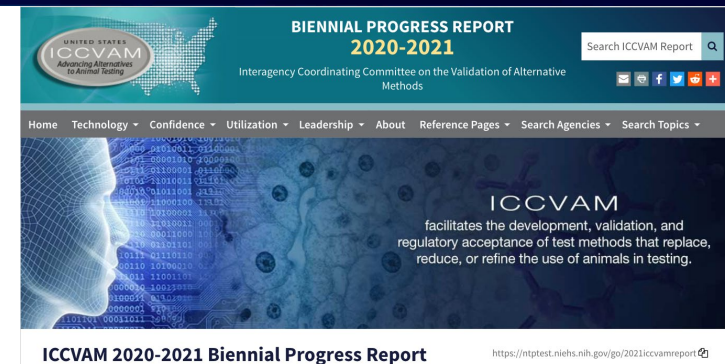 UNITED STATES
ICCVAM
Advancing Alternatives
to Animal Testing
BIENNIAL PROGRESS REPORT
2020-2021
Interagency Coordinating Committee on the Validation of Alternative
Methods
Search ICCVAM Report
Home Technology Confidence Utilization Leadership About Reference Pages Search Agencies Search Topics
ICCVAM
facilitates the development, validation, and
regulatory acceptance of test methods that replace,
reduce, or refine the use of animals in testing.
ICCVAM 2020-2021 Biennial Progress Report
https://ntptest.niehs.nih.gov/go/2021iccvamreport